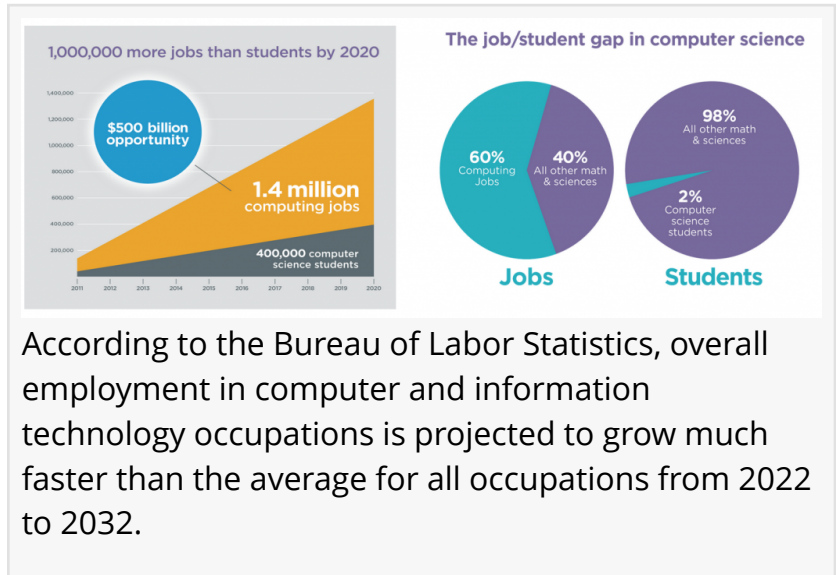 1,000,000 more jobs than students by 2020
1,400,000
1,200,000
1,000,000
800,000
600,000
400,000
200,000
$500 billion
opportunity
1.4 million
computing jobs
400,000 computer
science students
2011 2012 2013 2014 2015 2016 2017 2018 2019 2020
The job/student gap in computer science
60%
Computing
Jobs
40%
All other math
& sciences
Jobs
98%
All other math
& sciences
2%
Computer
science
students
Students
According to the Bureau of Labor Statistics, overall
employment in computer and information
technology occupations is projected to grow much
faster than the average for all occupations from 2022
to 2032.